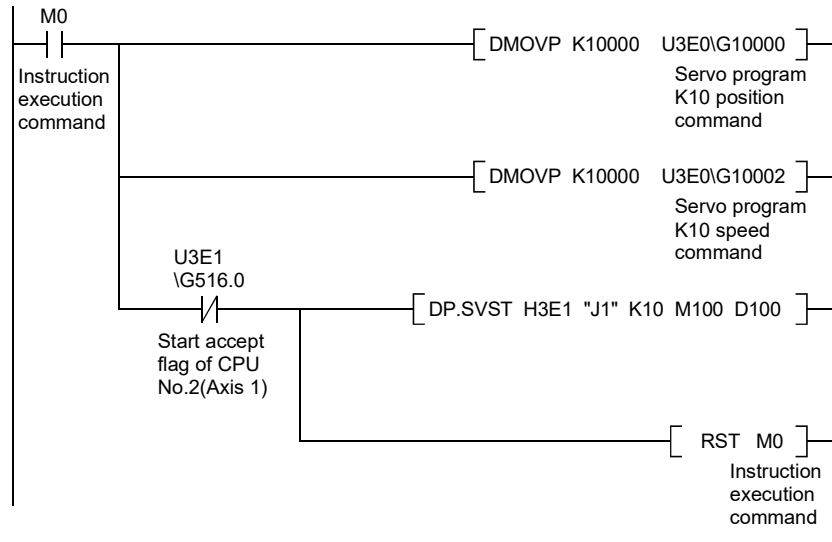 M0
DMOVP K10000 U3E0\G10000
Instruction
execution
command
Servo program
K10 position
command
DMOVP K10000 U3E0\G10002
Servo program
K10 speed
command
U3E1
\G516.0
DP.SVST H3E1 "J1" K10 M100 D100
Start accept
flag of CPU
No.2(Axis 1)
RST M0
Instruction
execution
command